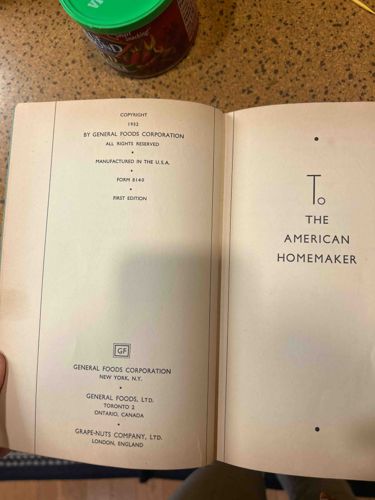 COPYRIGHT
1932
BY GENERAL FOODS CORPORATION
ALL RIGHTS RESERVED
MANUFACTURED IN THE U.S.A.
FORM 8140
FIRST EDITION
GF
GENERAL FOODS CORPORATION
NEW YORK, N.Y.
GENERAL FOODS, LTD.
TORONTO 2
ONTARIO, CANADA
GRAPE-NUTS COMPANY, LTD.
LONDON, ENGLAND
To
THE
AMERICAN
HOMEMAKER